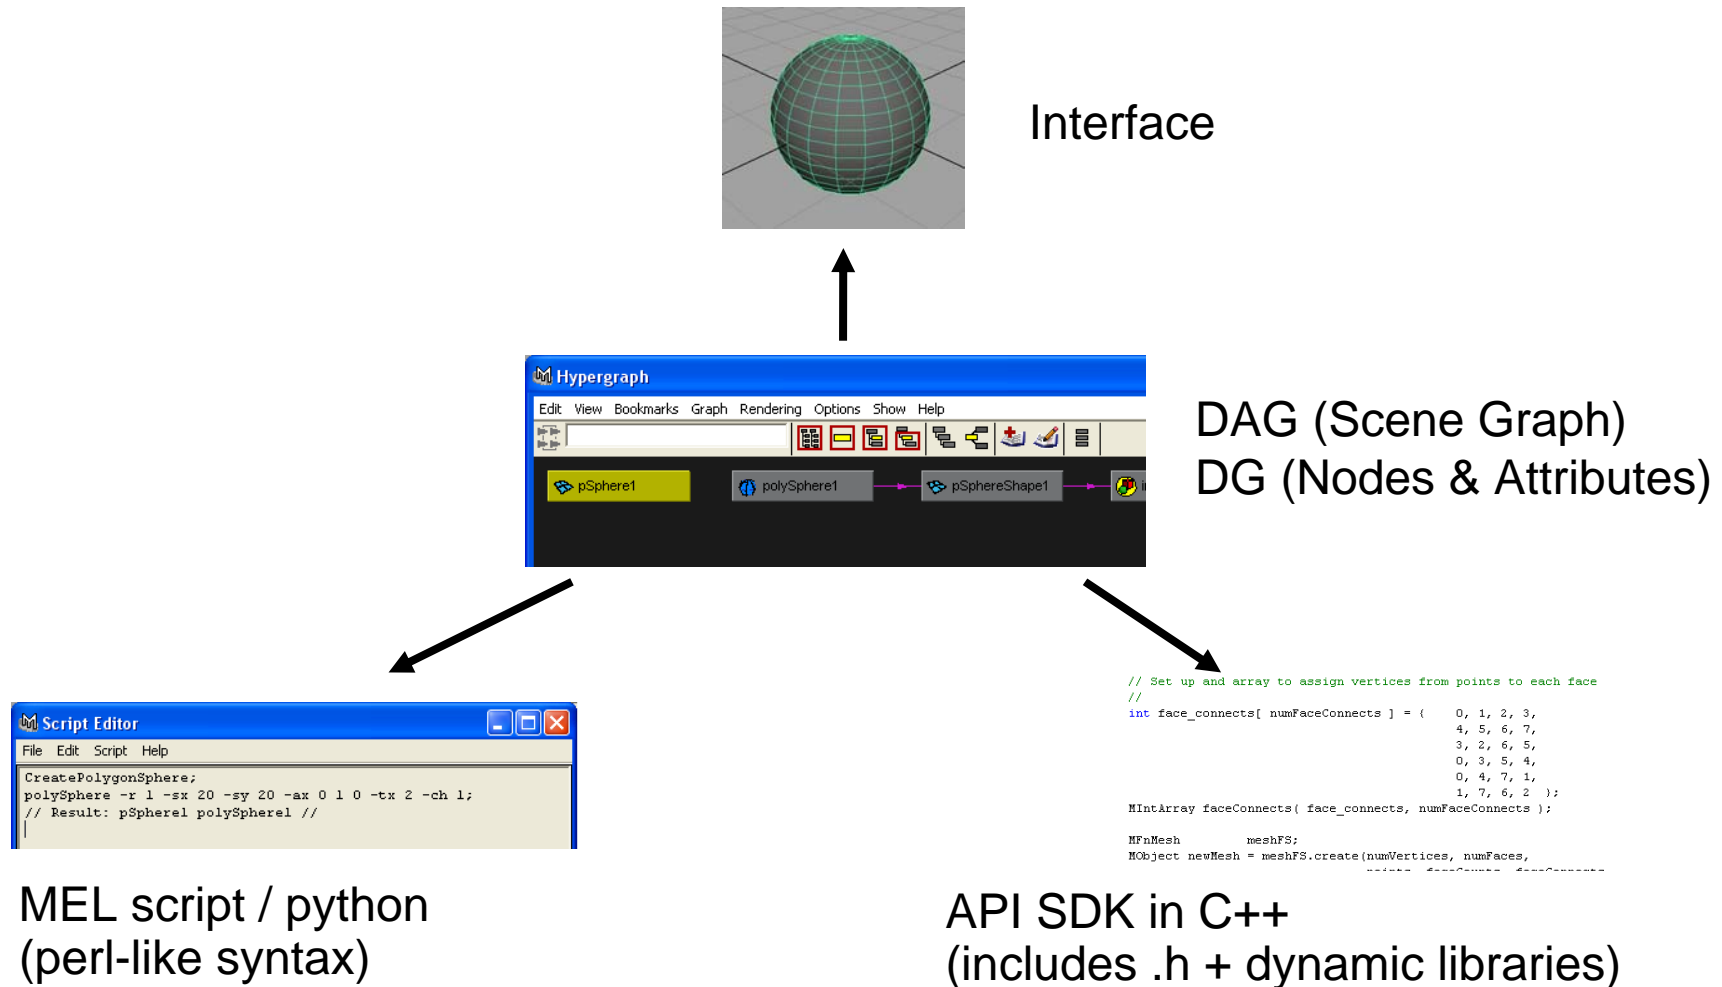 Interface
Hypergraph
Edit View Bookmarks Graph Rendering Options Show Help
pSphere1 polySphere1 pSphereShape1
DAG (Scene Graph)
DG (Nodes & Attributes)
Script Editor
File Edit Script Help
CreatePolygonSphere;
polySphere -r 1 -sx 20 -sy 20 -ax 0 1 0 -tx 2 -ch 1;
// Result: pSphere1 polySphere1 //
MEL script / python
(perl-like syntax)
// Set up and array to assign vertices from points to each face
//
int face_connects[ numFaceConnects ] = { 0, 1, 2, 3,
4, 5, 6, 7,
3, 2, 6, 5,
0, 3, 5, 4,
0, 4, 7, 1,
1, 7, 6, 2 };
MIntArray faceConnects( face_connects, numFaceConnects );
MFnMesh meshFS;
MObject newMesh = meshFS.create(numVertices, numFaces,
API SDK in C++
(includes .h + dynamic libraries)